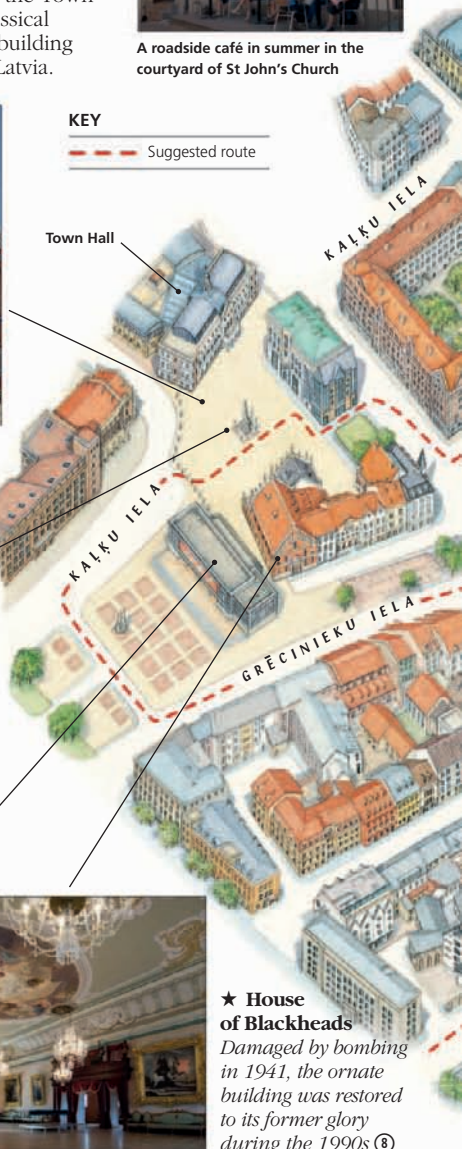 the Town
ssical
building
Latvia.
A roadside café in summer in the
courtyard of St John's Church
KEY
Suggested route
KAĻĶU IELA
Town Hall
KAĻĶU IELA
GRĒCINIEKU IELA
★ House
of Blackheads
Damaged by bombing
in 1941, the ornate
building was restored
to its former glory
during the 1990s ⑧